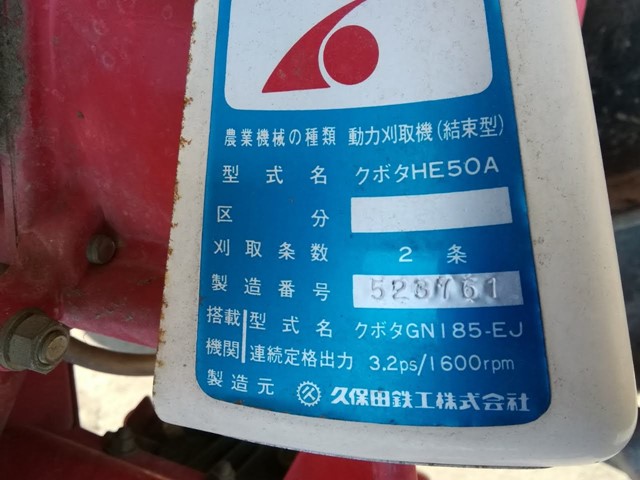 農業機械の種類 動力刈取機(結束型)
型式名 クボタHE50A
区分
刈取条数 2条
製造番号 523761
搭載機関 型式名 クボタGN185-EJ
連続定格出力 3.2ps/1600rpm
製造元 久保田鉄工株式会社